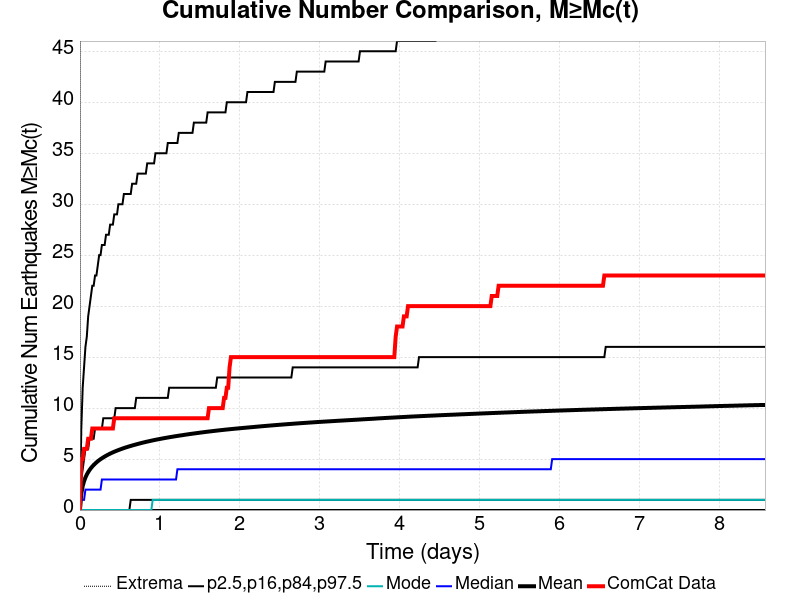 Cumulative Number Comparison, M≥Mc(t)
Cumulative Num Earthquakes M≥Mc(t)
45
40
35
30
25
20
15
10
5
0
0 1 2 3 4 5 6 7 8
Time (days)
Extrema p2.5,p16,p84,p97.5 Mode Median Mean ComCat Data